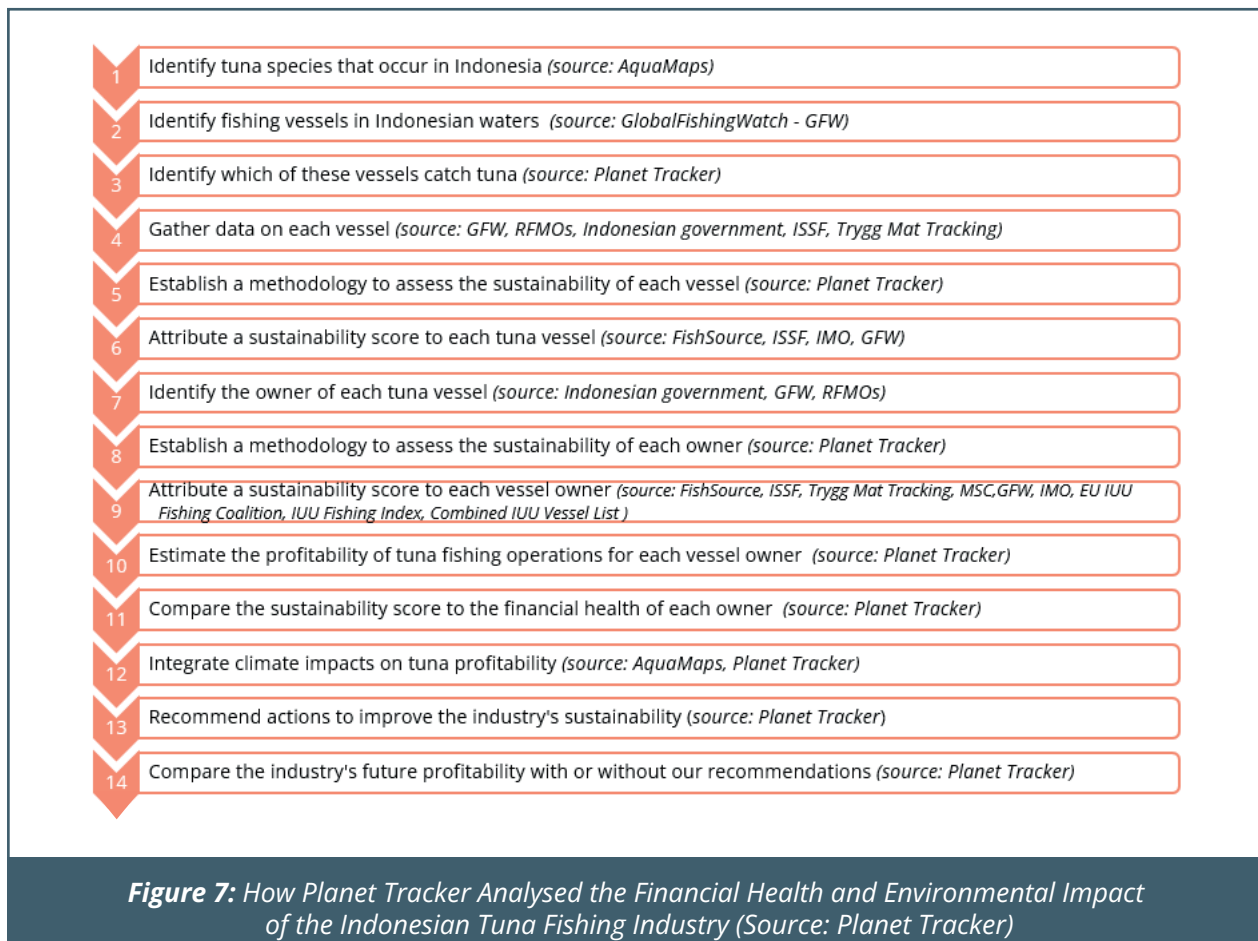 1 Identify tuna species that occur in Indonesia (source: AquaMaps)
2 Identify fishing vessels in Indonesian waters (source: GlobalFishingWatch - GFW)
3 Identify which of these vessels catch tuna (source: Planet Tracker)
4 Gather data on each vessel (source: GFW, RFMOs, Indonesian government, ISSF, Trygg Mat Tracking)
5 Establish a methodology to assess the sustainability of each vessel (source: Planet Tracker)
6 Attribute a sustainability score to each tuna vessel (source: FishSource, ISSF, IMO, GFW)
7 Identify the owner of each tuna vessel (source: Indonesian government, GFW, RFMOs)
8 Establish a methodology to assess the sustainability of each owner (source: Planet Tracker)
9 Attribute a sustainability score to each vessel owner (source: FishSource, ISSF, Trygg Mat Tracking, MSC,GFW, IMO, EU IUU
Fishing Coalition, IUU Fishing Index, Combined IUU Vessel List )
10 Estimate the profitability of tuna fishing operations for each vessel owner (source: Planet Tracker)
11 Compare the sustainability score to the financial health of each owner (source: Planet Tracker)
12 Integrate climate impacts on tuna profitability (source: AquaMaps, Planet Tracker)
13 Recommend actions to improve the industry's sustainability (source: Planet Tracker)
14 Compare the industry's future profitability with or without our recommendations (source: Planet Tracker)
Figure 7: How Planet Tracker Analysed the Financial Health and Environmental Impact
of the Indonesian Tuna Fishing Industry (Source: Planet Tracker)